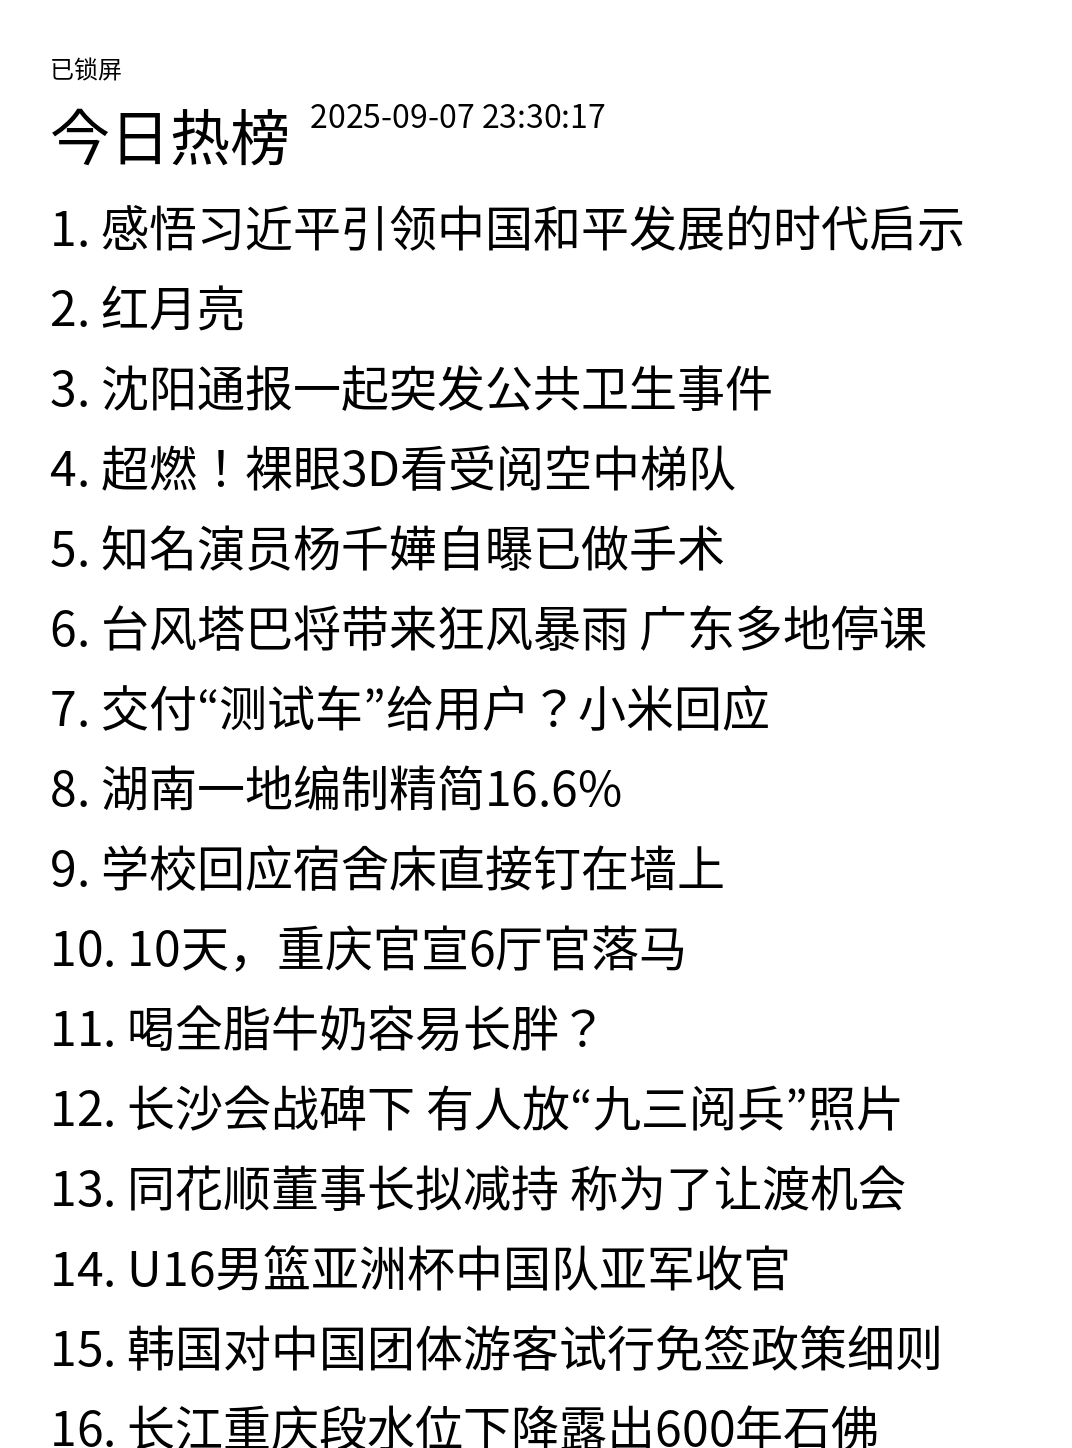 已锁屏
今日热榜 2025-09-07 23:30:17
1. 感悟习近平引领中国和平发展的时代启示
2. 红月亮
3. 沈阳通报一起突发公共卫生事件
4. 超燃！裸眼3D看受阅空中梯队
5. 知名演员杨千嬅自曝已做手术
6. 台风塔巴将带来狂风暴雨 广东多地停课
7. 交付“测试车”给用户？小米回应
8. 湖南一地编制精简16.6%
9. 学校回应宿舍床直接钉在墙上
10. 10天，重庆官宣6厅官落马
11. 喝全脂牛奶容易长胖？
12. 长沙会战碑下 有人放“九三阅兵”照片
13. 同花顺董事长拟减持 称为了让渡机会
14. U16男篮亚洲杯中国队亚军收官
15. 韩国对中国团体游客试行免签政策细则
16. 长江重庆段水位下降露出600年石佛